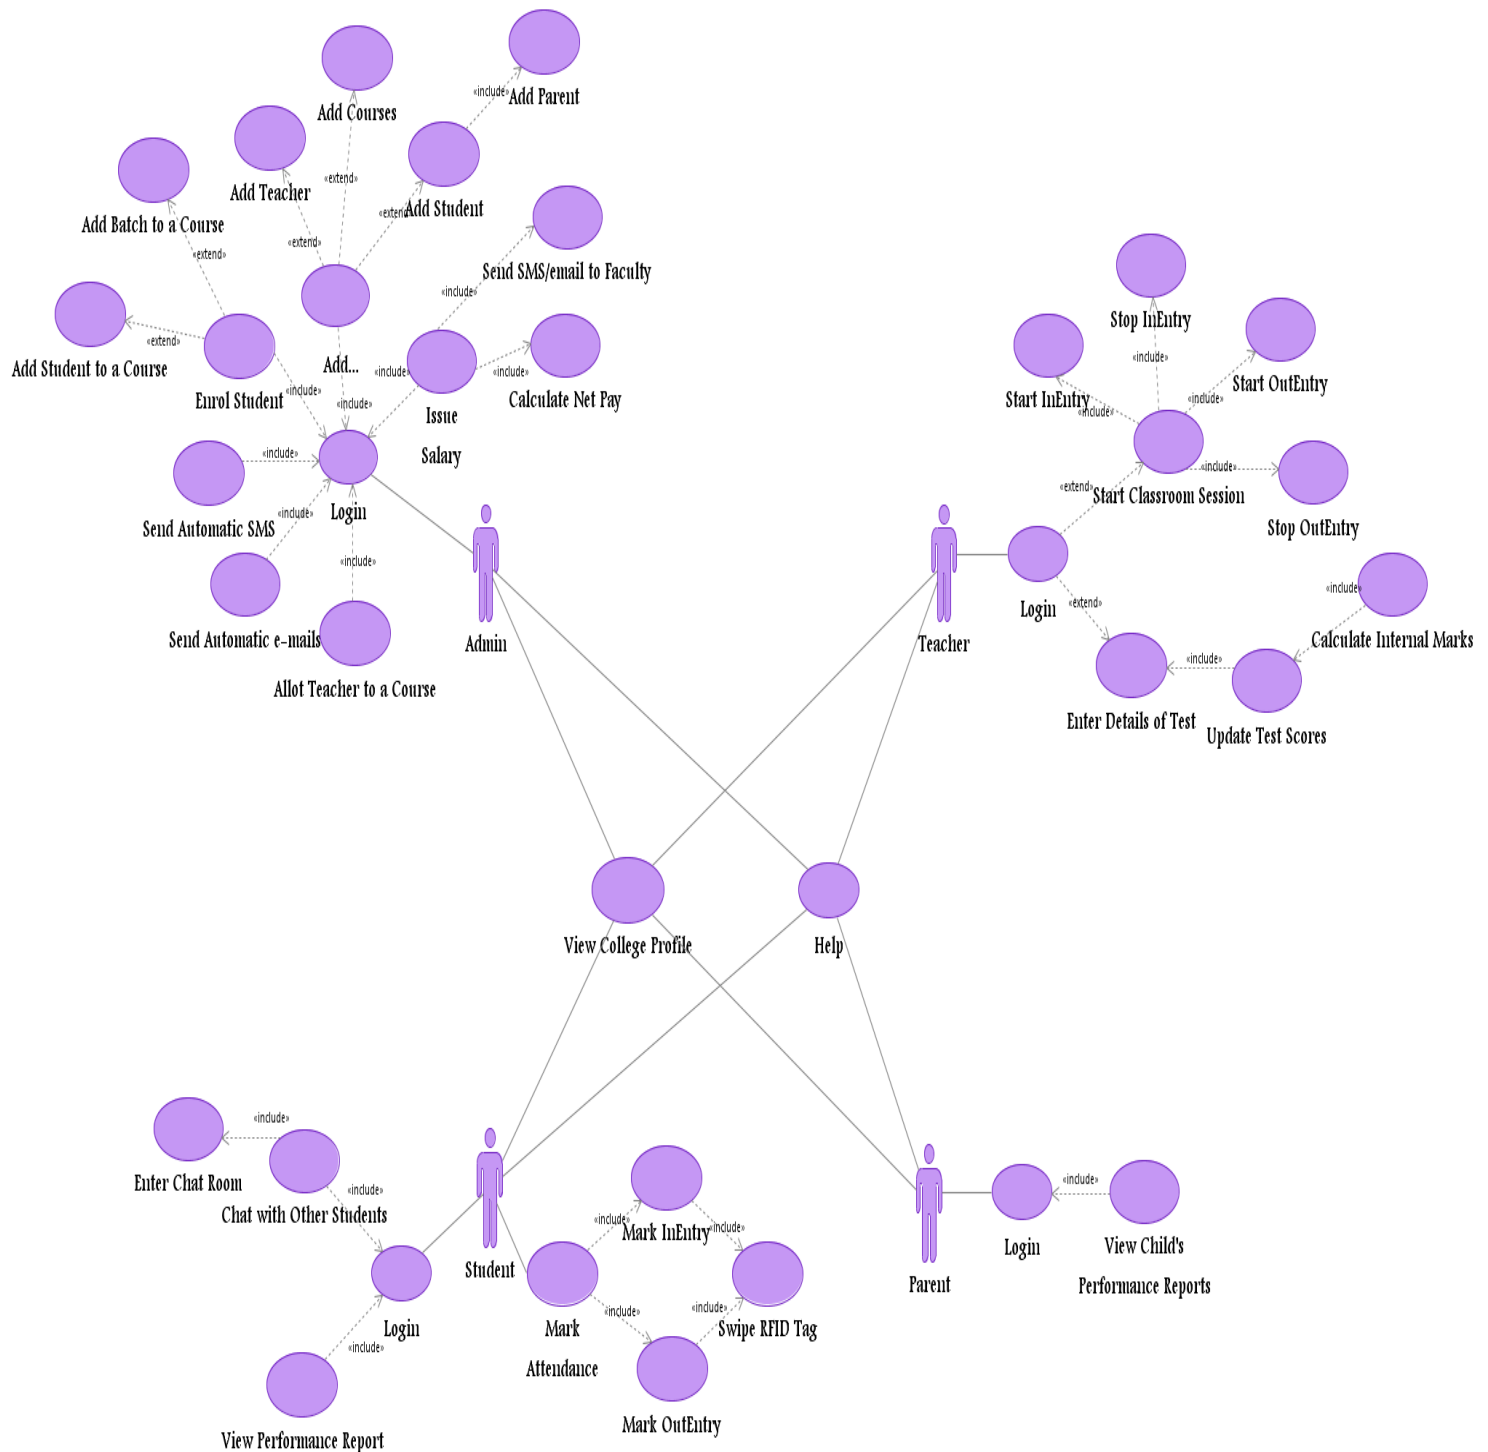 Add Courses
«include»
Add Parent
Add Teacher
«extend»
«extend»
Add Student
Add Batch to a Course
«extend»
«extend»
Send SMS/email to Faculty
«include»
Add Student to a Course
«extend»
Enrol Student
«include»
Add...
«include»
«include»
«include»
Calculate Net Pay
Issue
Salary
«include»
Send Automatic SMS
«include»
Login
«include»
Send Automatic e-mails
Allot Teacher to a Course
Admin
Stop InEntry
«include»
Start InEntry
«include»
Start OutEntry
«include»
«include»
Start Classroom Session
«extend»
Stop OutEntry
Teacher
Login
«extend»
«include»
Calculate Internal Marks
«include»
Enter Details of Test
Update Test Scores
View College Profile
Help
«include»
Enter Chat Room
«include»
Chat with Other Students
Login
«include»
View Performance Report
Student
«include»
Mark InEntry
«include»
Mark
Attendance
«include»
«include»
Swipe RFID Tag
Mark OutEntry
Parent
Login
«include»
View Child's
Performance Reports